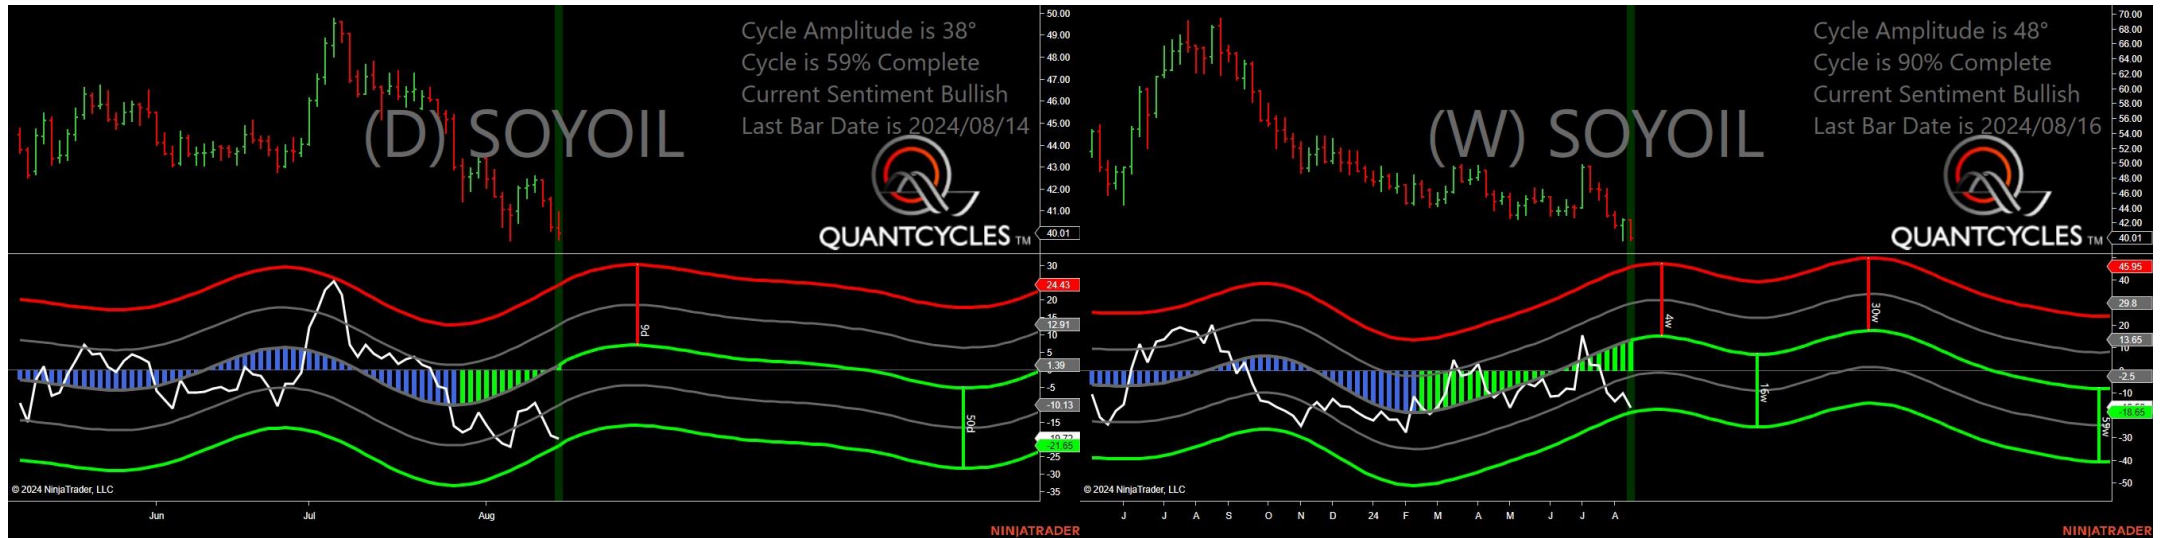 Cycle Amplitude is 38°
Cycle is 59% Complete
Current Sentiment Bullish
Last Bar Date is 2024/08/14
(D) SOYOIL
QUANTCYCLES TM
50.00
49.00
48.00
47.00
46.00
45.00
44.00
43.00
42.00
41.00
40.01
30
24.43
20
15
12.91
10
5
1.39
-5
-10.13
-15
-19.72
-21.65
-25
-30
-35
9d
50d
© 2024 NinjaTrader, LLC
Jun
Jul
Aug
NINJATRADER
Cycle Amplitude is 48°
Cycle is 90% Complete
Current Sentiment Bullish
Last Bar Date is 2024/08/16
(W) SOYOIL
QUANTCYCLES TM
70.00
68.00
66.00
64.00
62.00
60.00
58.00
56.00
54.00
52.00
50.00
48.00
46.00
44.00
42.00
40.01
45.95
40
29.8
20
13.65
10
-2.5
-10
-18.65
-30
-40
-50
4w
30w
16w
59w
© 2024 NinjaTrader, LLC
J
J
A
S
O
N
D
24
F
M
A
M
J
J
A
NINJATRADER